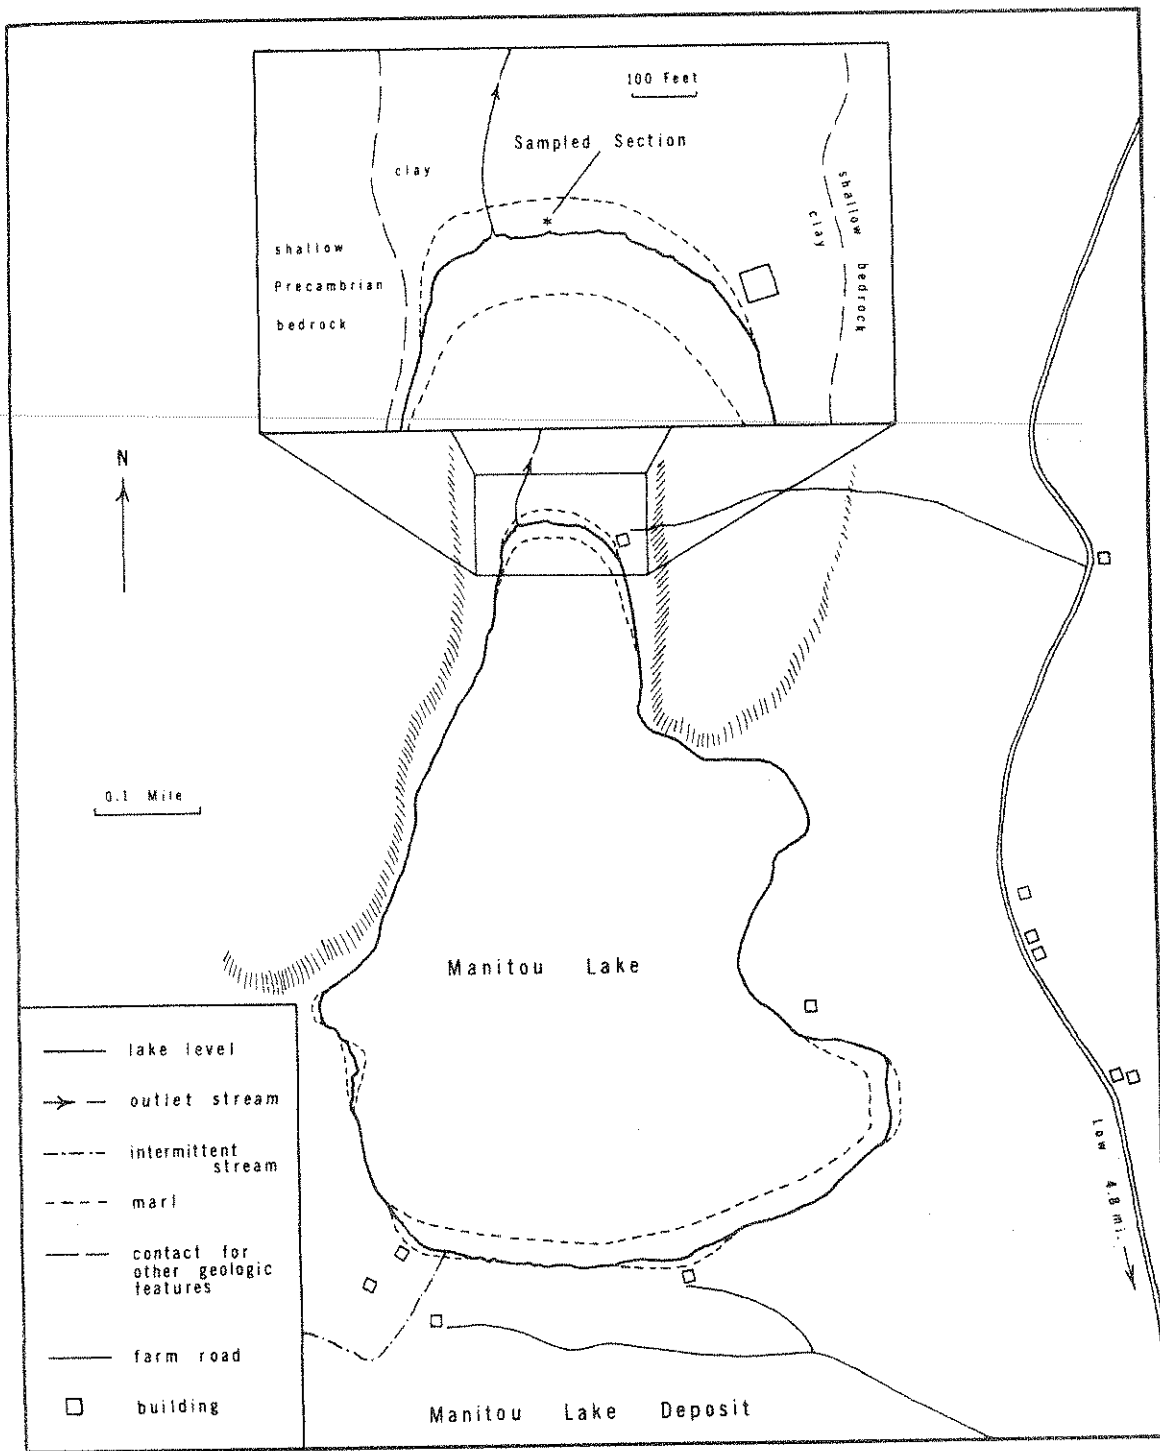 100 Feet
Sampled Section
clay
shallow
Precambrian
bedrock
shallow bedrock
clay
N
0.1 Mile
Manitou Lake
lake level
outlet stream
intermittent
stream
marl
contact for
other geologic
features
farm road
building
Low 4.8 mi.
Manitou Lake Deposit